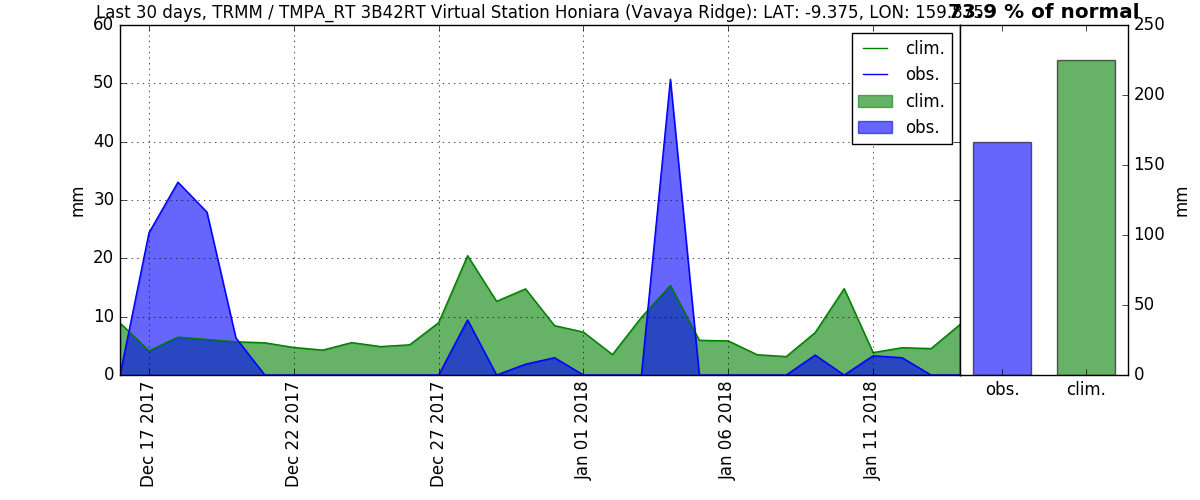 Last 30 days, TRMM / TMPA_RT 3B42RT Virtual Station Honiara (Vavaya Ridge): LAT: -9.375, LON:
73.9 % of normal
60
50
40
30
20
10
0
mm
clim.
obs.
clim.
obs.
Dec 17 2017
Dec 22 2017
Dec 27 2017
Jan 01 2018
Jan 06 2018
Jan 11 2018
250
200
150
100
50
0
mm
obs.
clim.